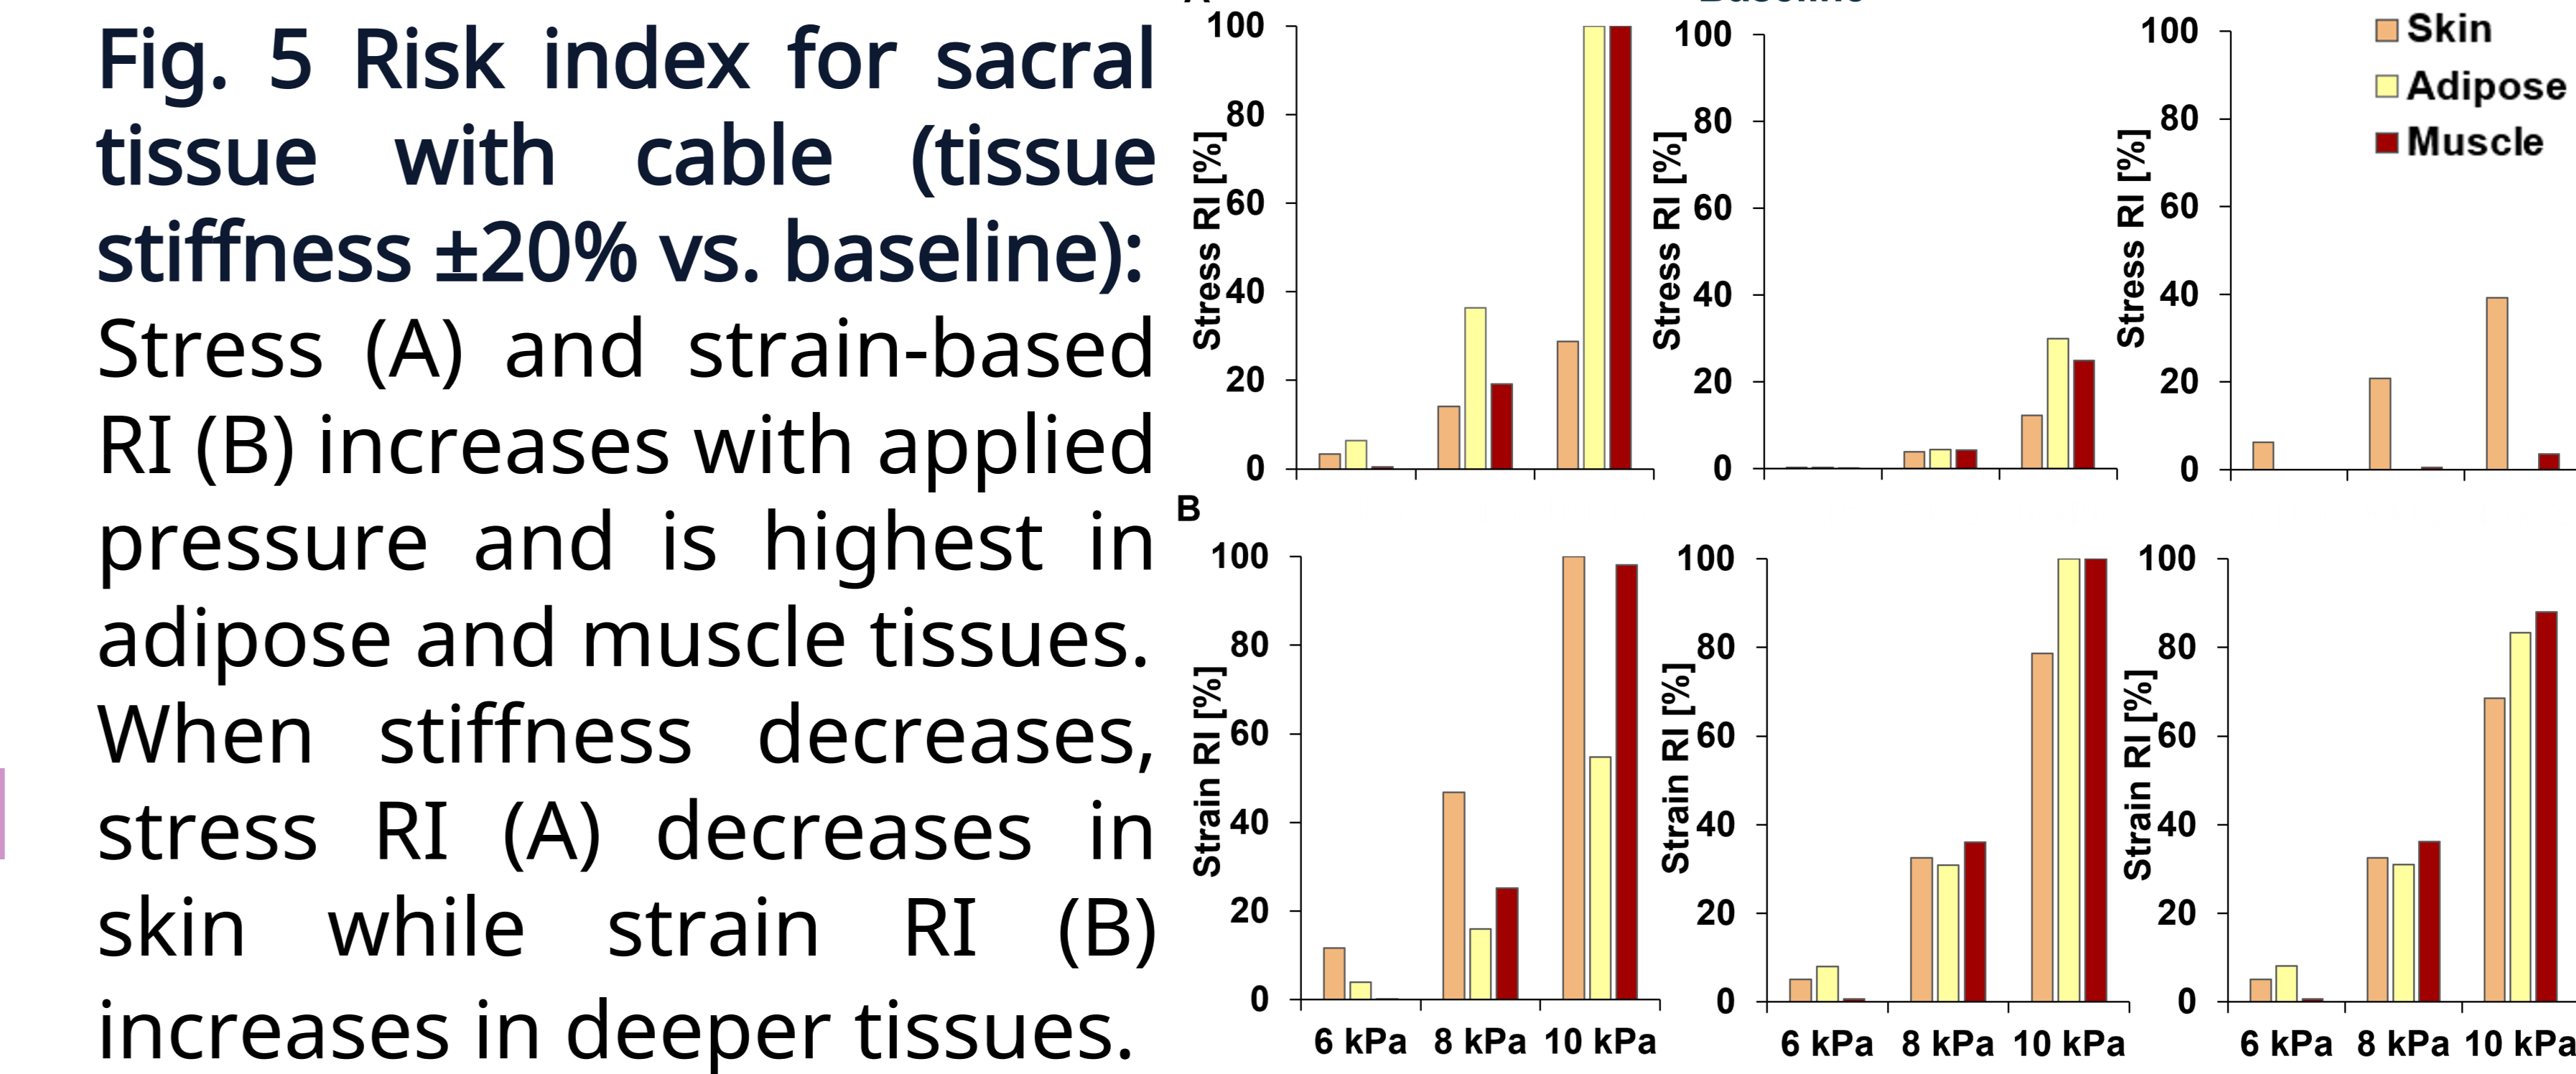 Fig. 5 Risk index for sacral
tissue with cable (tissue
stiffness ±20% vs. baseline):
Stress (A) and strain-based
RI (B) increases with applied
pressure and is highest in
adipose and muscle tissues.
When stiffness decreases,
stress RI (A) decreases in
skin while strain RI (B)
increases in deeper tissues.
Baseline
Stress RI [%]
100
80
60
40
20
0
Stress RI [%]
100
80
60
40
20
0
Stress RI [%]
100
80
60
40
20
0
Skin
Adipose
Muscle
B
Strain RI [%]
100
80
60
40
20
0
6 kPa 8 kPa 10 kPa
Strain RI [%]
100
80
60
40
20
0
6 kPa 8 kPa 10 kPa
Strain RI [%]
100
80
60
40
20
0
6 kPa 8 kPa 10 kPa